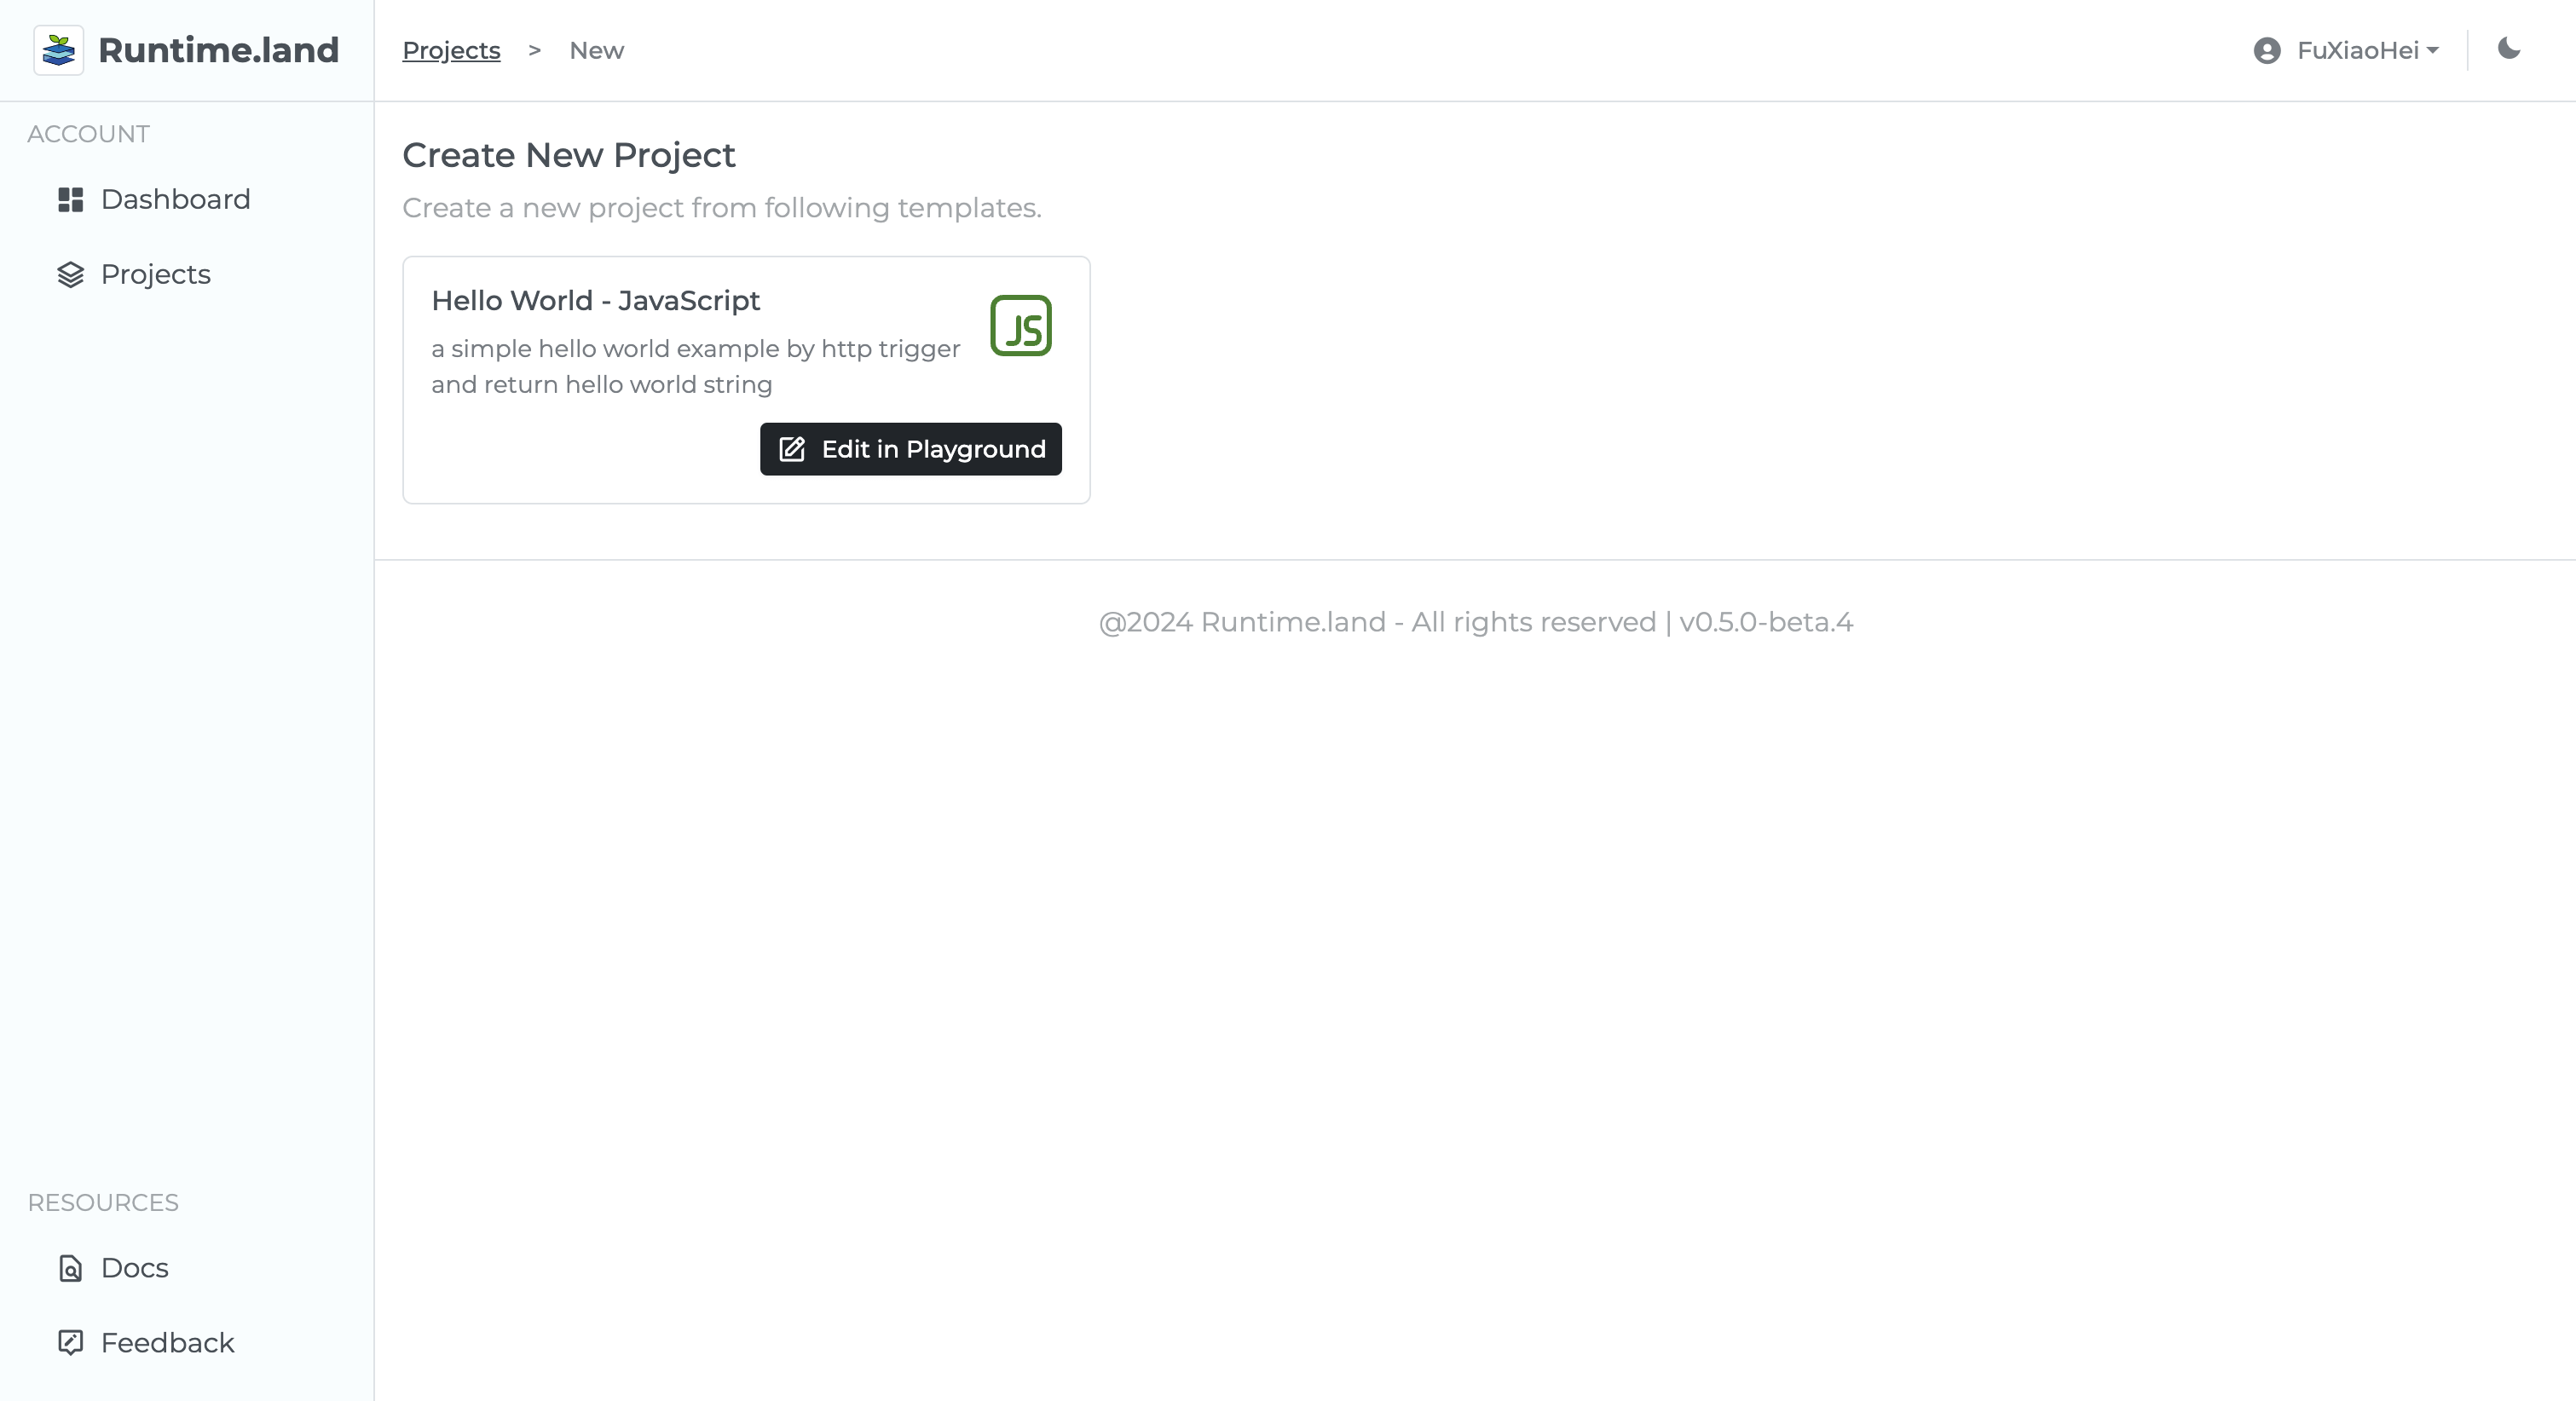 Runtime.land
Projects > New
FuXiaoHei
ACCOUNT
Dashboard
Projects
Create New Project
Create a new project from following templates.
Hello World - JavaScript
JS
a simple hello world example by http trigger
and return hello world string
Edit in Playground
@2024 Runtime.land - All rights reserved | v0.5.0-beta.4
RESOURCES
Docs
Feedback